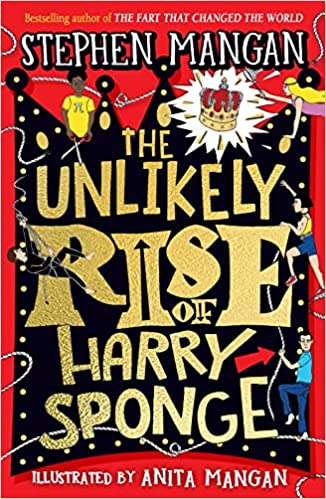 Bestselling author of THE FART THAT CHANGED THE WORLD
STEPHEN MANGAN
π
THE
UNLIKELY
RISE
OF
HARRY
SPONGE
ILLUSTRATED BY ANITA MANGAN